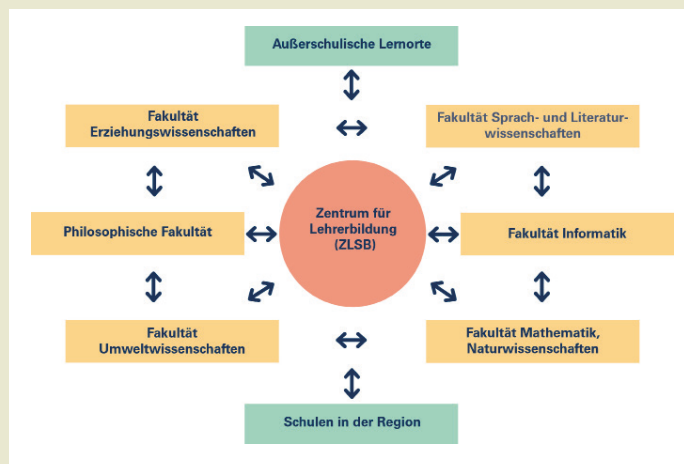 Außerschulische Lernorte
Fakultät
Erziehungswissenschaften
Fakultät Sprach- und Literatur-
wissenschaften
Zentrum für
Lehrerbildung
(ZLSB)
Philosophische Fakultät
Fakultät Informatik
Fakultät
Umweltwissenschaften
Fakultät Mathematik,
Naturwissenschaften
Schulen in der Region